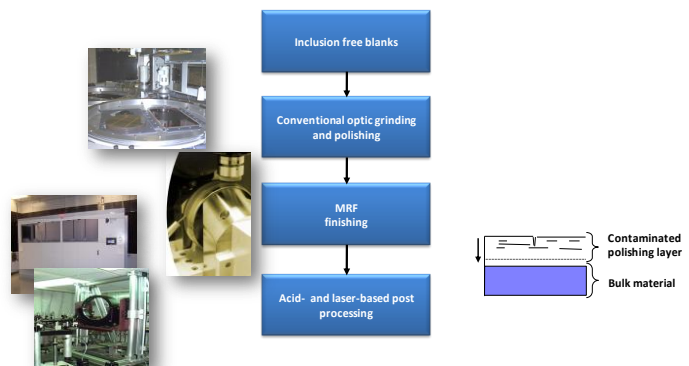 Inclusion free blanks
Conventional optic grinding
and polishing
MRF
finishing
Acid- and laser-based post
processing
Contaminated
polishing layer
Bulk material